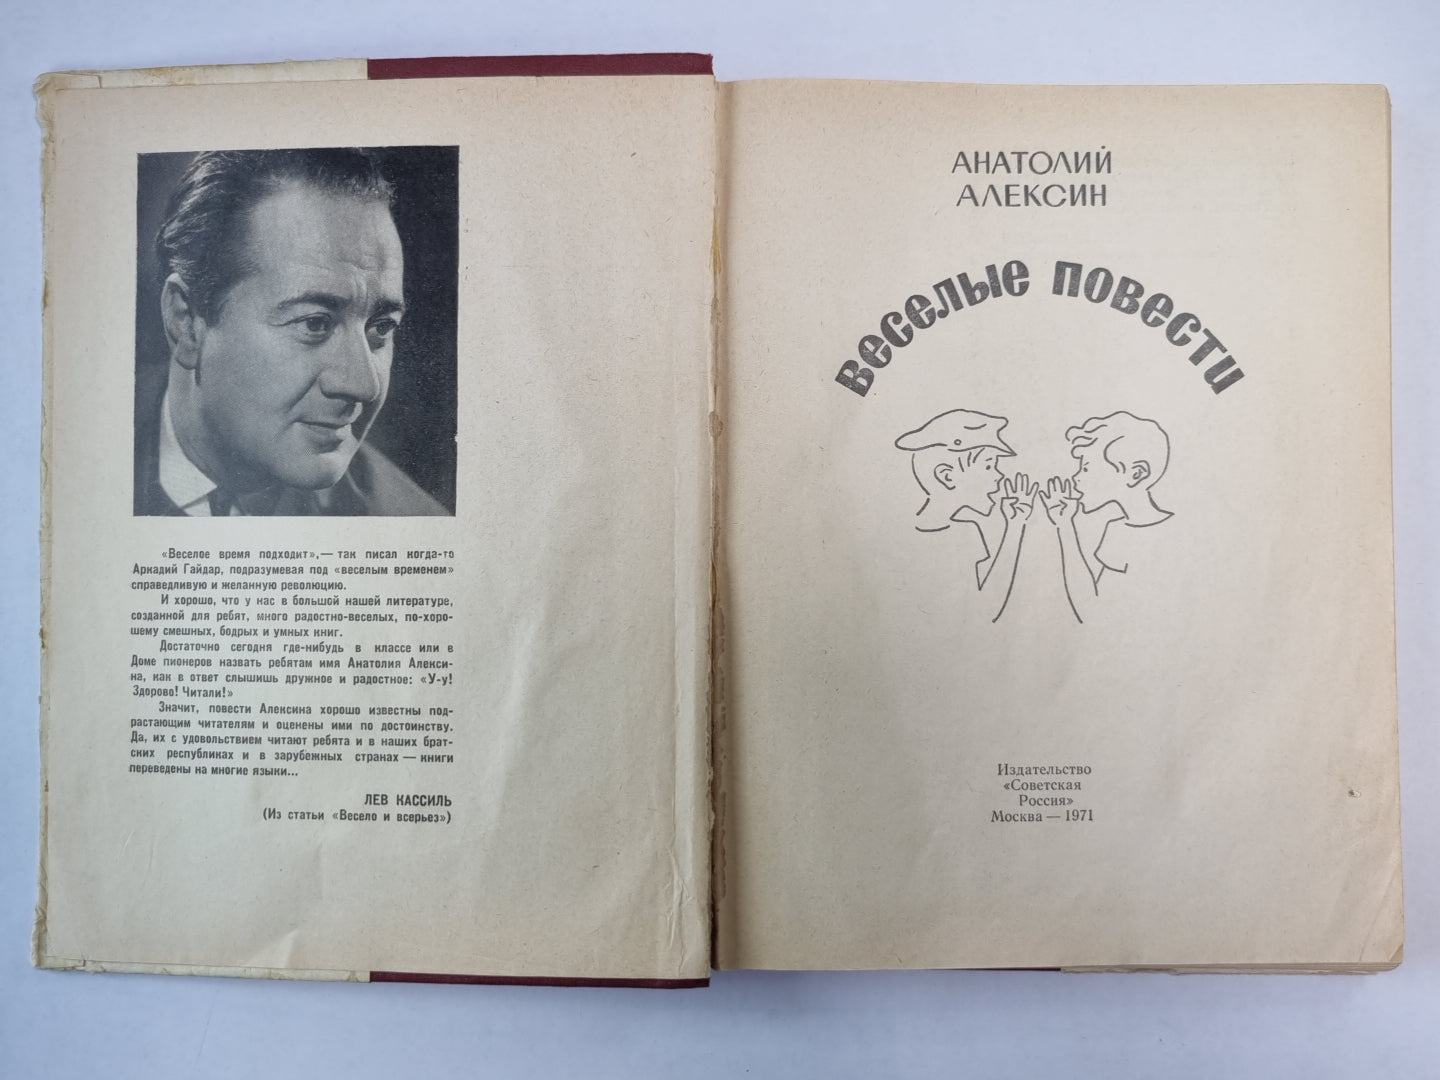 «Веселое время подходит»,— так писал когда-то
Аркадий Гайдар, подразумевая под «веселым временем»
справедливую и желанную революцию.
И хорошо, что у нас в большой нашей литературе,
созданной для ребят, много радостно-веселых, по-хоро-
шему смешных, бодрых и умных книг.
Достаточно сегодня где-нибудь в классе или в
Доме пионеров назвать ребятам имя Анатолия Алекси-
на, как в ответ слышишь дружное и радостное: «У-у!
Здорово! Читали!»
Значит, повести Алексина хорошо известны под-
растающим читателям и оценены ими по достоинству.
Да, их с удовольствием читают ребята и в наших брат-
ских республиках и в зарубежных странах — книги
переведены на многие языки...
ЛЕВ КАССИЛЬ
(Из статьи «Весело и всерьез»)
АНАТОЛИЙ
АЛЕКСИН
веселые повести
Издательство
«Советская
Россия»
Москва — 1971